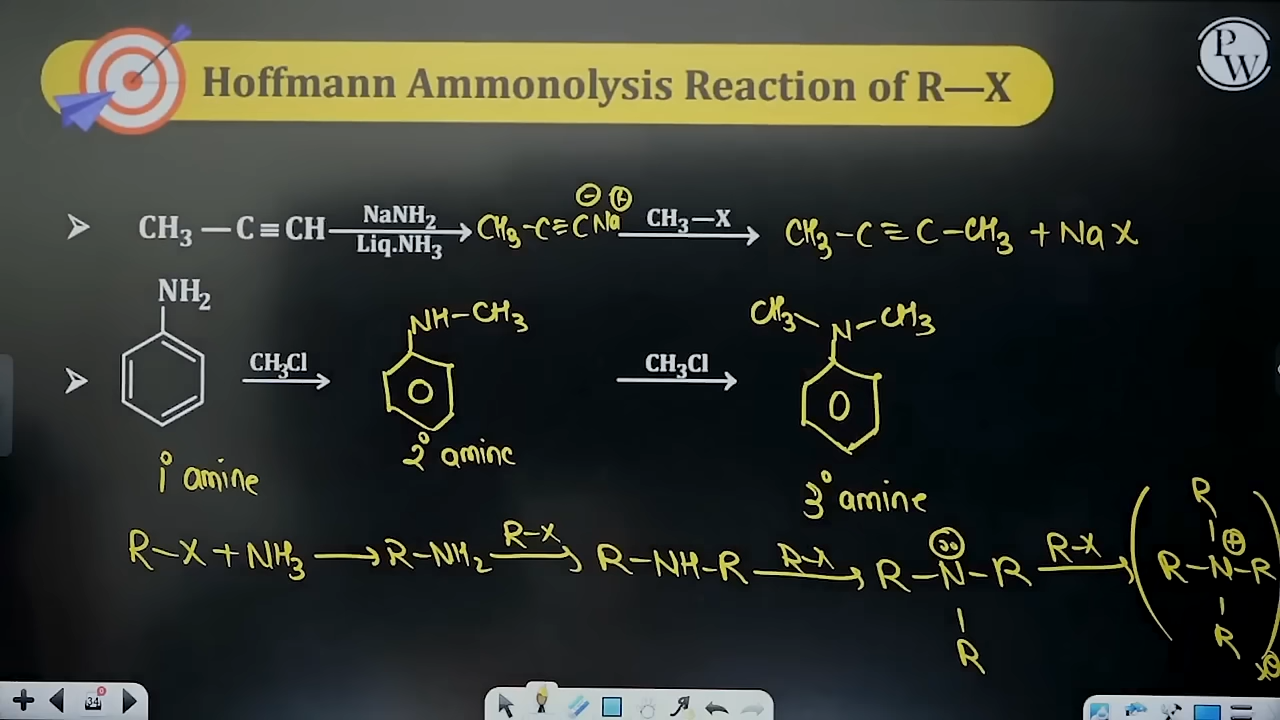 PW
Hoffmann Ammonolysis Reaction of R—X
➤ CH₃ — C ≡ CH NaNH₂ Liq.NH₃ → CH₃-C≡C⊖ Na⊕ CH₃—X → CH₃-C≡C-CH₃ + NaX
NH₂ NH-CH₃ CH₃ N-CH₃
➤ CH₃Cl → CH₃Cl →
1° amine 2° amine 3° amine
R-X + NH₃ → R-NH₂ R-X → R-NH-R R-X → R-N̈-R R-X → (R-N⊕-R
R
R
R
X⊖
34